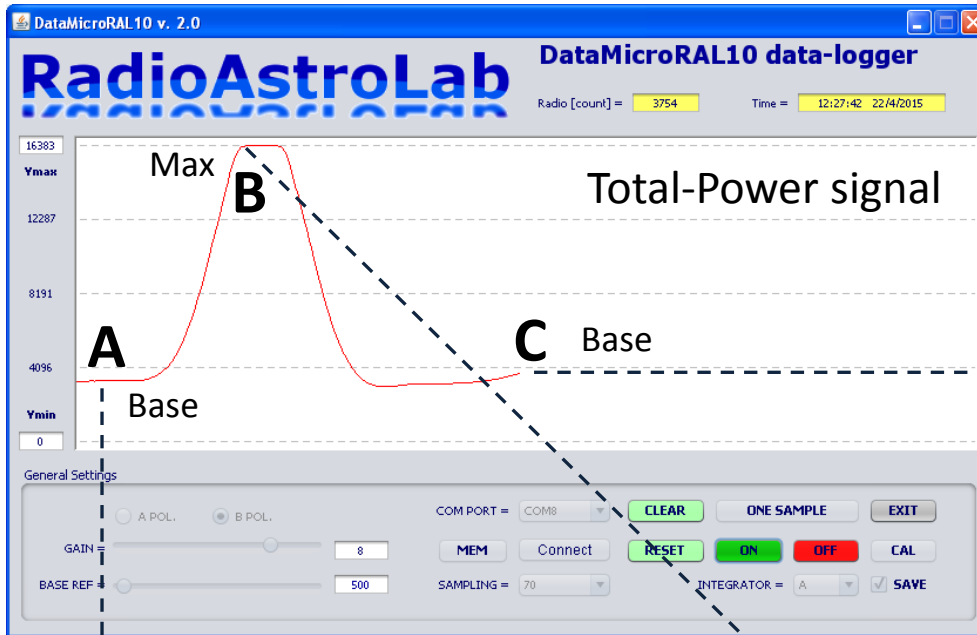 DataMicroRAL10 v. 2.0
RadioAstroLab
DataMicroRAL10 data-logger
Radio [count] = 3754 Time = 12:27:42 22/4/2015
16383
Ymax
12287
8191
4096
Ymin
0
Max
B
Total-Power signal
A
Base
C
Base
General Settings
A POL. B POL.
COM PORT = COM8 CLEAR ONE SAMPLE EXIT
GAIN = 8 MEM Connect RESET ON OFF CAL
BASE REF = 500 SAMPLING = 70 INTEGRATOR = A SAVE